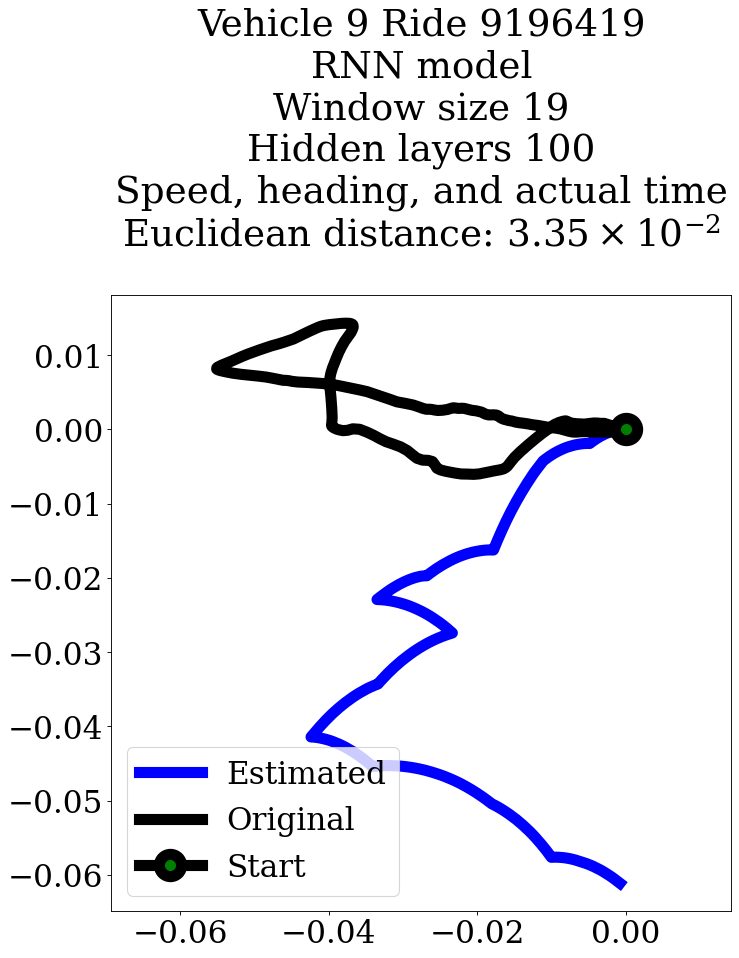 Vehicle 9 Ride 9196419
RNN model
Window size 19
Hidden layers 100
Speed, heading, and actual time
Euclidean distance: 3.35 × 10⁻²
0.01
0.00
−0.01
−0.02
−0.03
−0.04
−0.05
−0.06
Estimated
Original
Start
−0.06 −0.04 −0.02 0.00